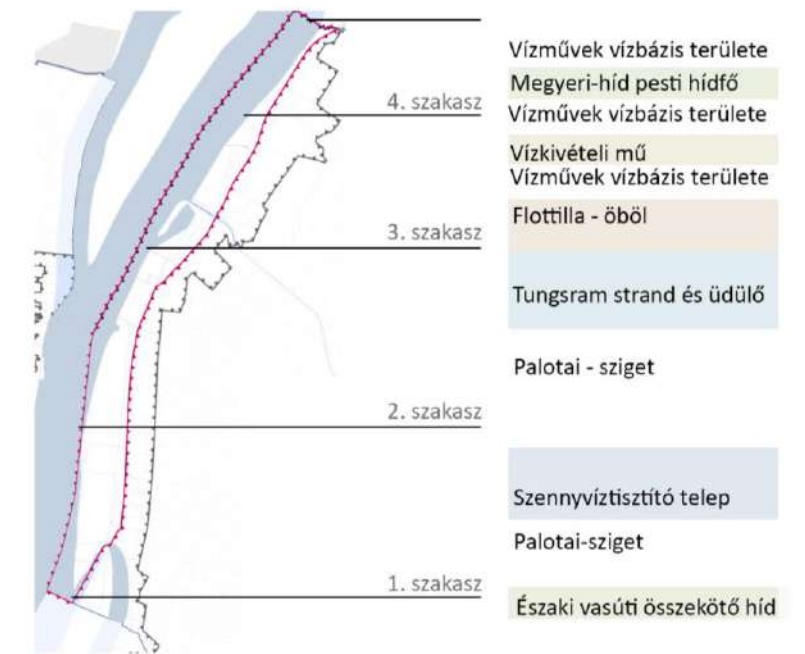 Vízművek vízbázis területe
Megyeri-híd pesti hídfő
4. szakasz
Vízművek vízbázis területe
Vízkivételi mű
Vízművek vízbázis területe
Flottilla - öböl
3. szakasz
Tungsram strand és üdülő
Palotai - sziget
2. szakasz
Szennyvíztisztító telep
Palotai-sziget
1. szakasz
Északi vasúti összekötő híd